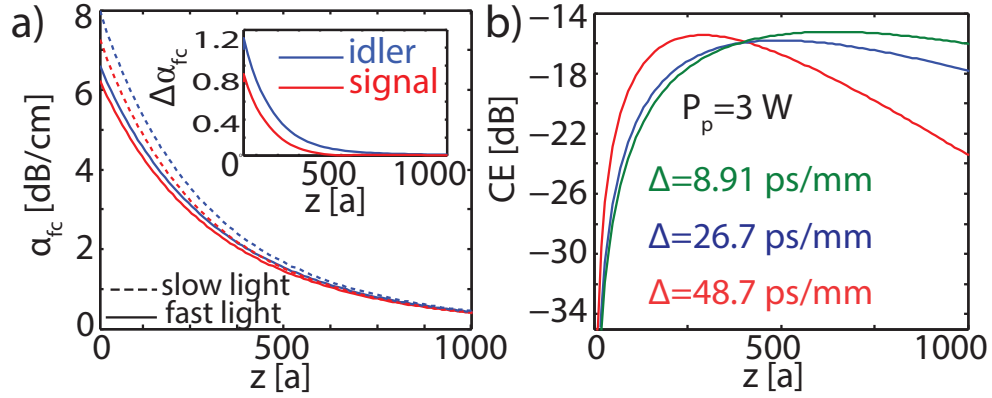 a)
α_fc [dB/cm]
8
6
4
2
0
0
500
1000
z [a]
slow light
fast light
Δα_fc
1.2
0.8
0.4
0
0
500
1000
z [a]
idler
signal
b)
CE [dB]
−14
−18
−22
−26
−30
−34
0
500
1000
z [a]
P_p=3 W
Δ=8.91 ps/mm
Δ=26.7 ps/mm
Δ=48.7 ps/mm